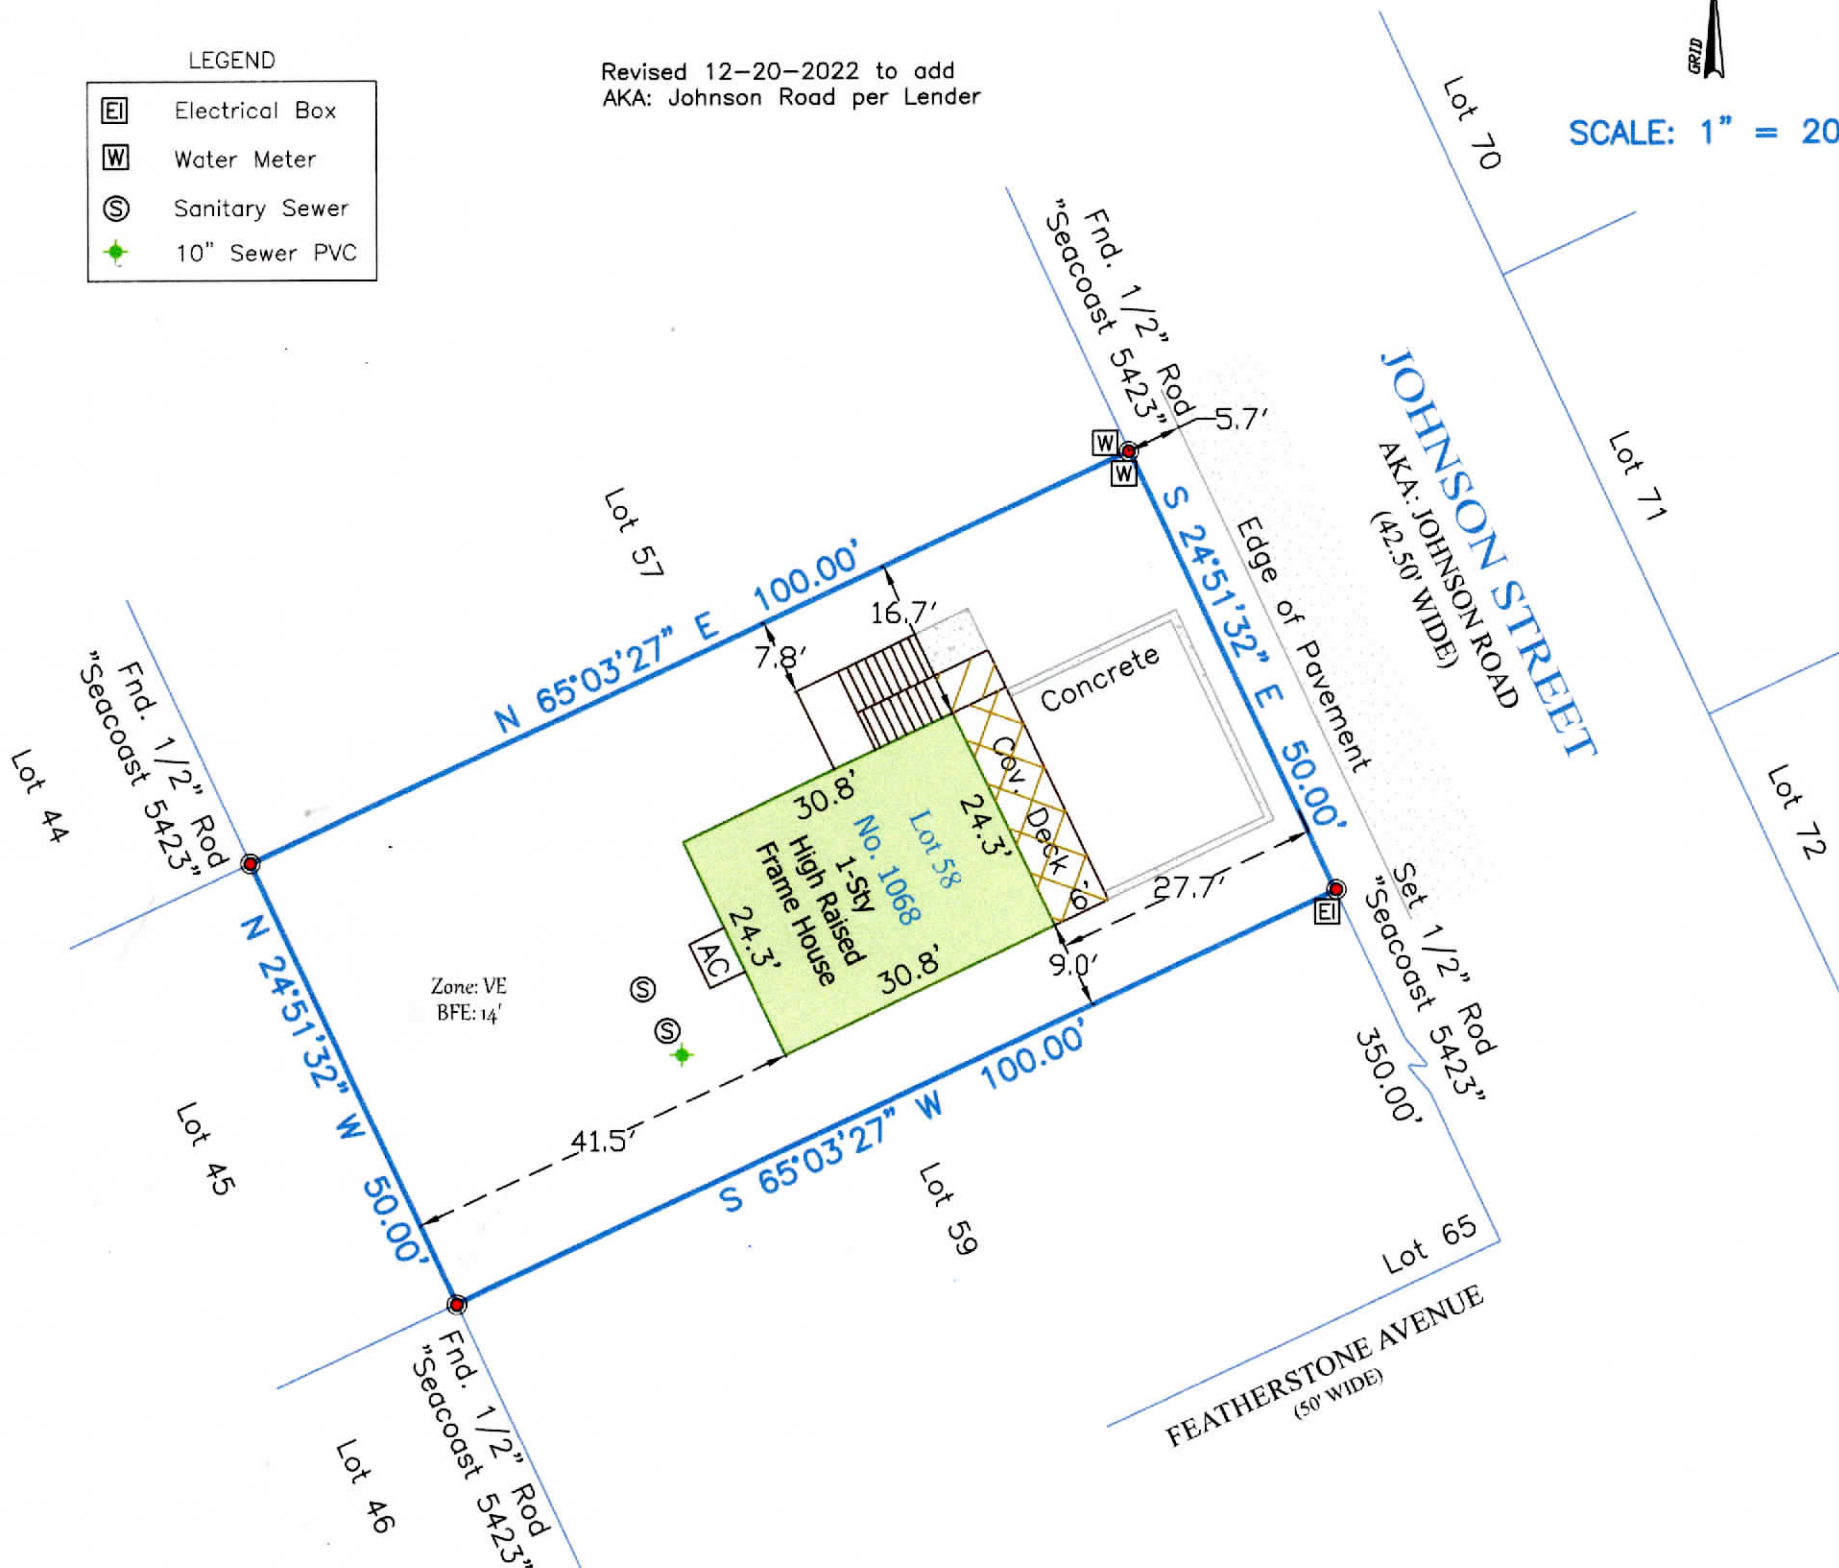 LEGEND
EI Electrical Box
W Water Meter
S Sanitary Sewer
10" Sewer PVC
Revised 12-20-2022 to add
AKA: Johnson Road per Lender
GRID
SCALE: 1" = 20
Lot 70
Lot 71
Lot 72
Fnd. 1/2" Rod
"Seacoast 5423"
5.7'
W
W
JOHNSON STREET
AKA: JOHNSON ROAD
(42.50' WIDE)
Edge of Pavement
S 24°51'32" E 50.00'
Lot 57
N 65°03'27" E 100.00'
16.7'
7.8'
Concrete
Cov. Deck
6'
30.8'
24.3'
Lot 58
No. 1068
1-Sty
High Raised
Frame House
24.3'
30.8'
AC
27.7'
9.0'
EI
Set 1/2" Rod
"Seacoast 5423"
350.00'
Fnd. 1/2" Rod
"Seacoast 5423"
Lot 44
N 24°51'32" W 50.00'
Zone: VE
BFE: 14'
S
S
41.5'
S 65°03'27" W 100.00'
Lot 45
Lot 59
Lot 65
FEATHERSTONE AVENUE
(50' WIDE)
Fnd. 1/2" Rod
"Seacoast 5423"
Lot 46